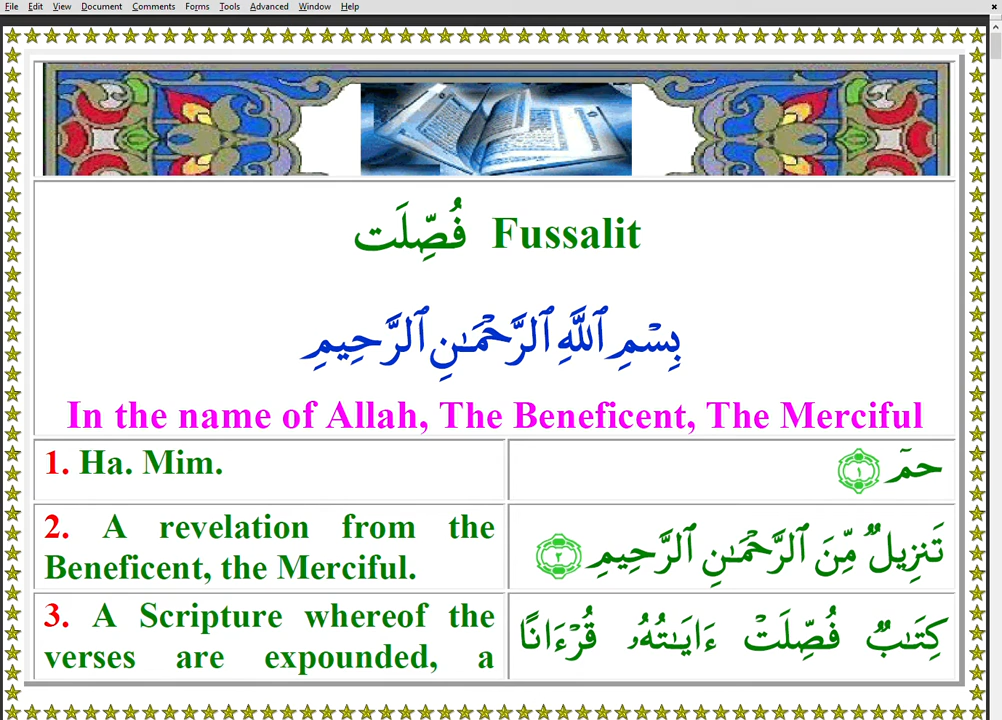 File Edit View Document Comments Forms Tools Advanced Window Help
فُصِّلَت Fussalit
بِسْمِ ٱللَّهِ ٱلرَّحْمَـٰنِ ٱلرَّحِيمِ
In the name of Allah, The Beneficent, The Merciful
1. Ha. Mim.
حمٓ ١
2. A revelation from the
Beneficent, the Merciful.
تَنزِيلٌ مِّنَ ٱلرَّحْمَـٰنِ ٱلرَّحِيمِ ٢
3. A Scripture whereof the
verses are expounded, a
كِتَـٰبٌ فُصِّلَتْ ءَايَـٰتُهُۥ قُرْءَانًا